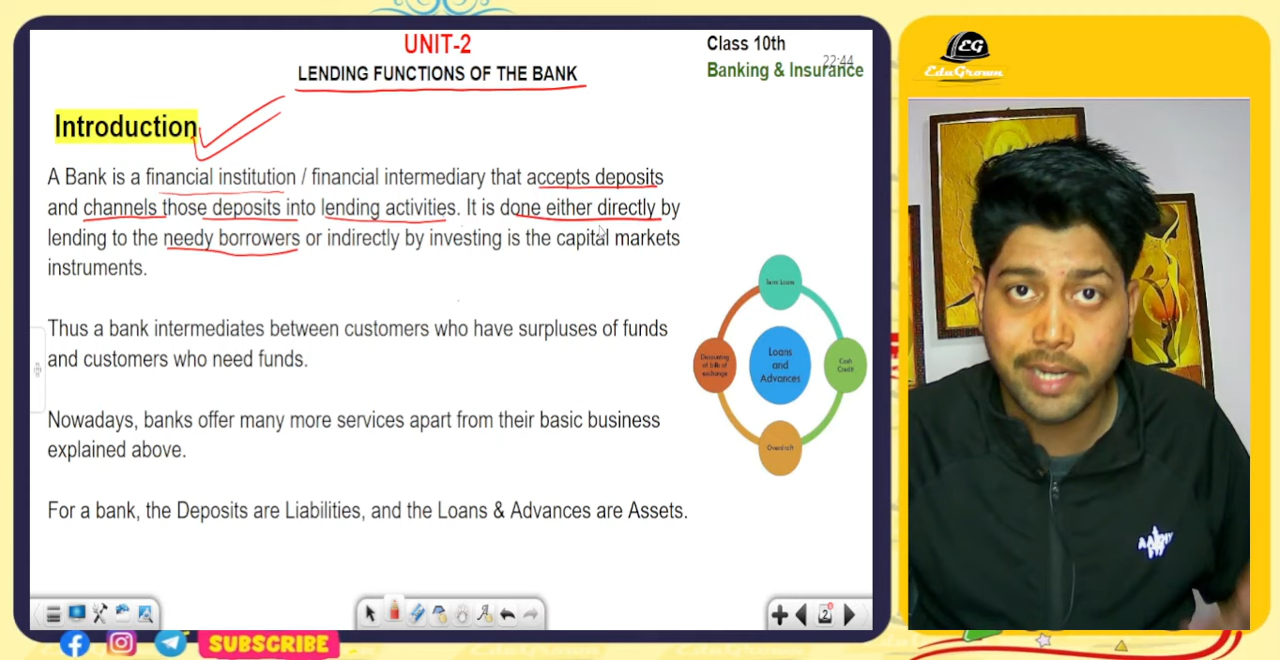 UNIT-2
LENDING FUNCTIONS OF THE BANK
Class 10th
22:44
Banking & Insurance
EG
EduGrown
Introduction
A Bank is a financial institution / financial intermediary that accepts deposits
and channels those deposits into lending activities. It is done either directly by
lending to the needy borrowers or indirectly by investing is the capital markets
instruments.
Thus a bank intermediates between customers who have surpluses of funds
and customers who need funds.
Nowadays, banks offer many more services apart from their basic business
explained above.
For a bank, the Deposits are Liabilities, and the Loans & Advances are Assets.
Term Loans
Discounting
of bills of
exchange
Loans
and
Advances
Cash
Credit
Overdraft
2
SUBSCRIBE